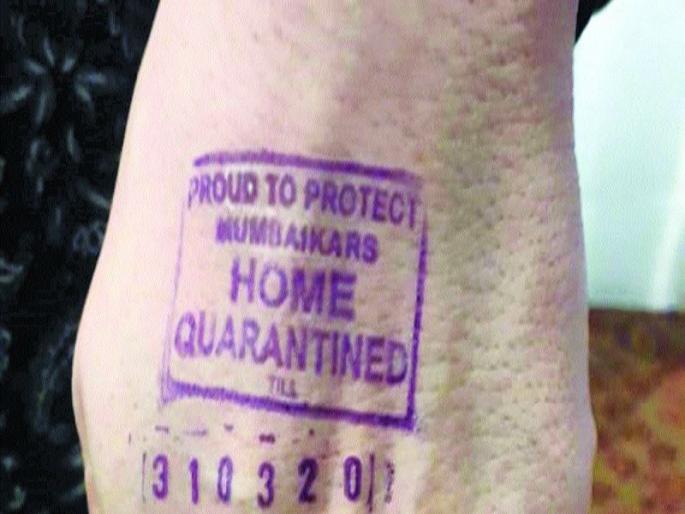 PROUD TO PROTECT
MUMBAIKARS
HOME
QUARANTINED
TILL
310320